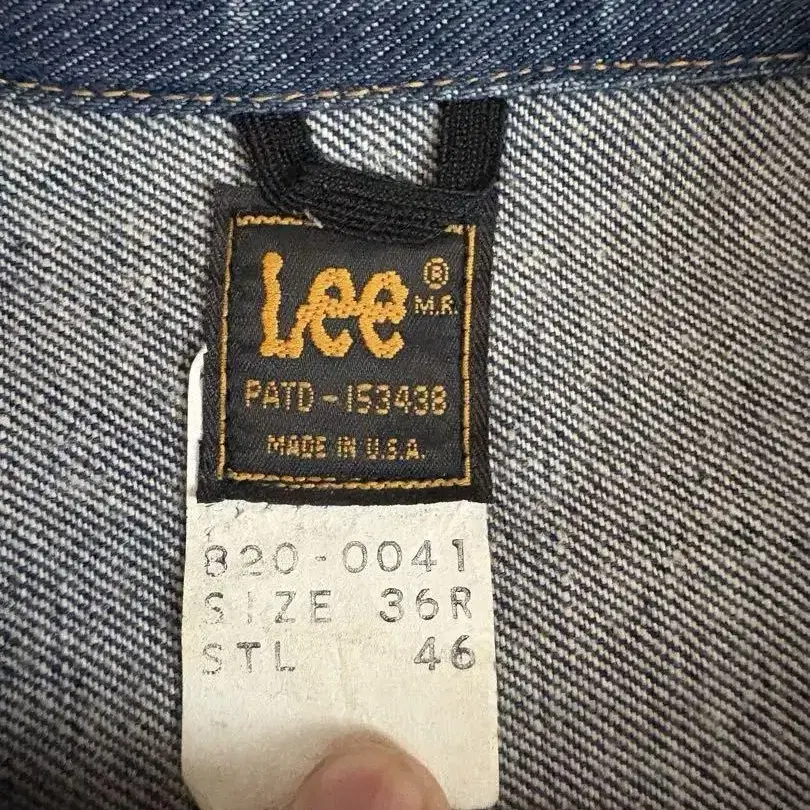 Lee ®
M.R.
PATD-153438
MADE IN U.S.A.
820-0041
SIZE 36R
STL 46